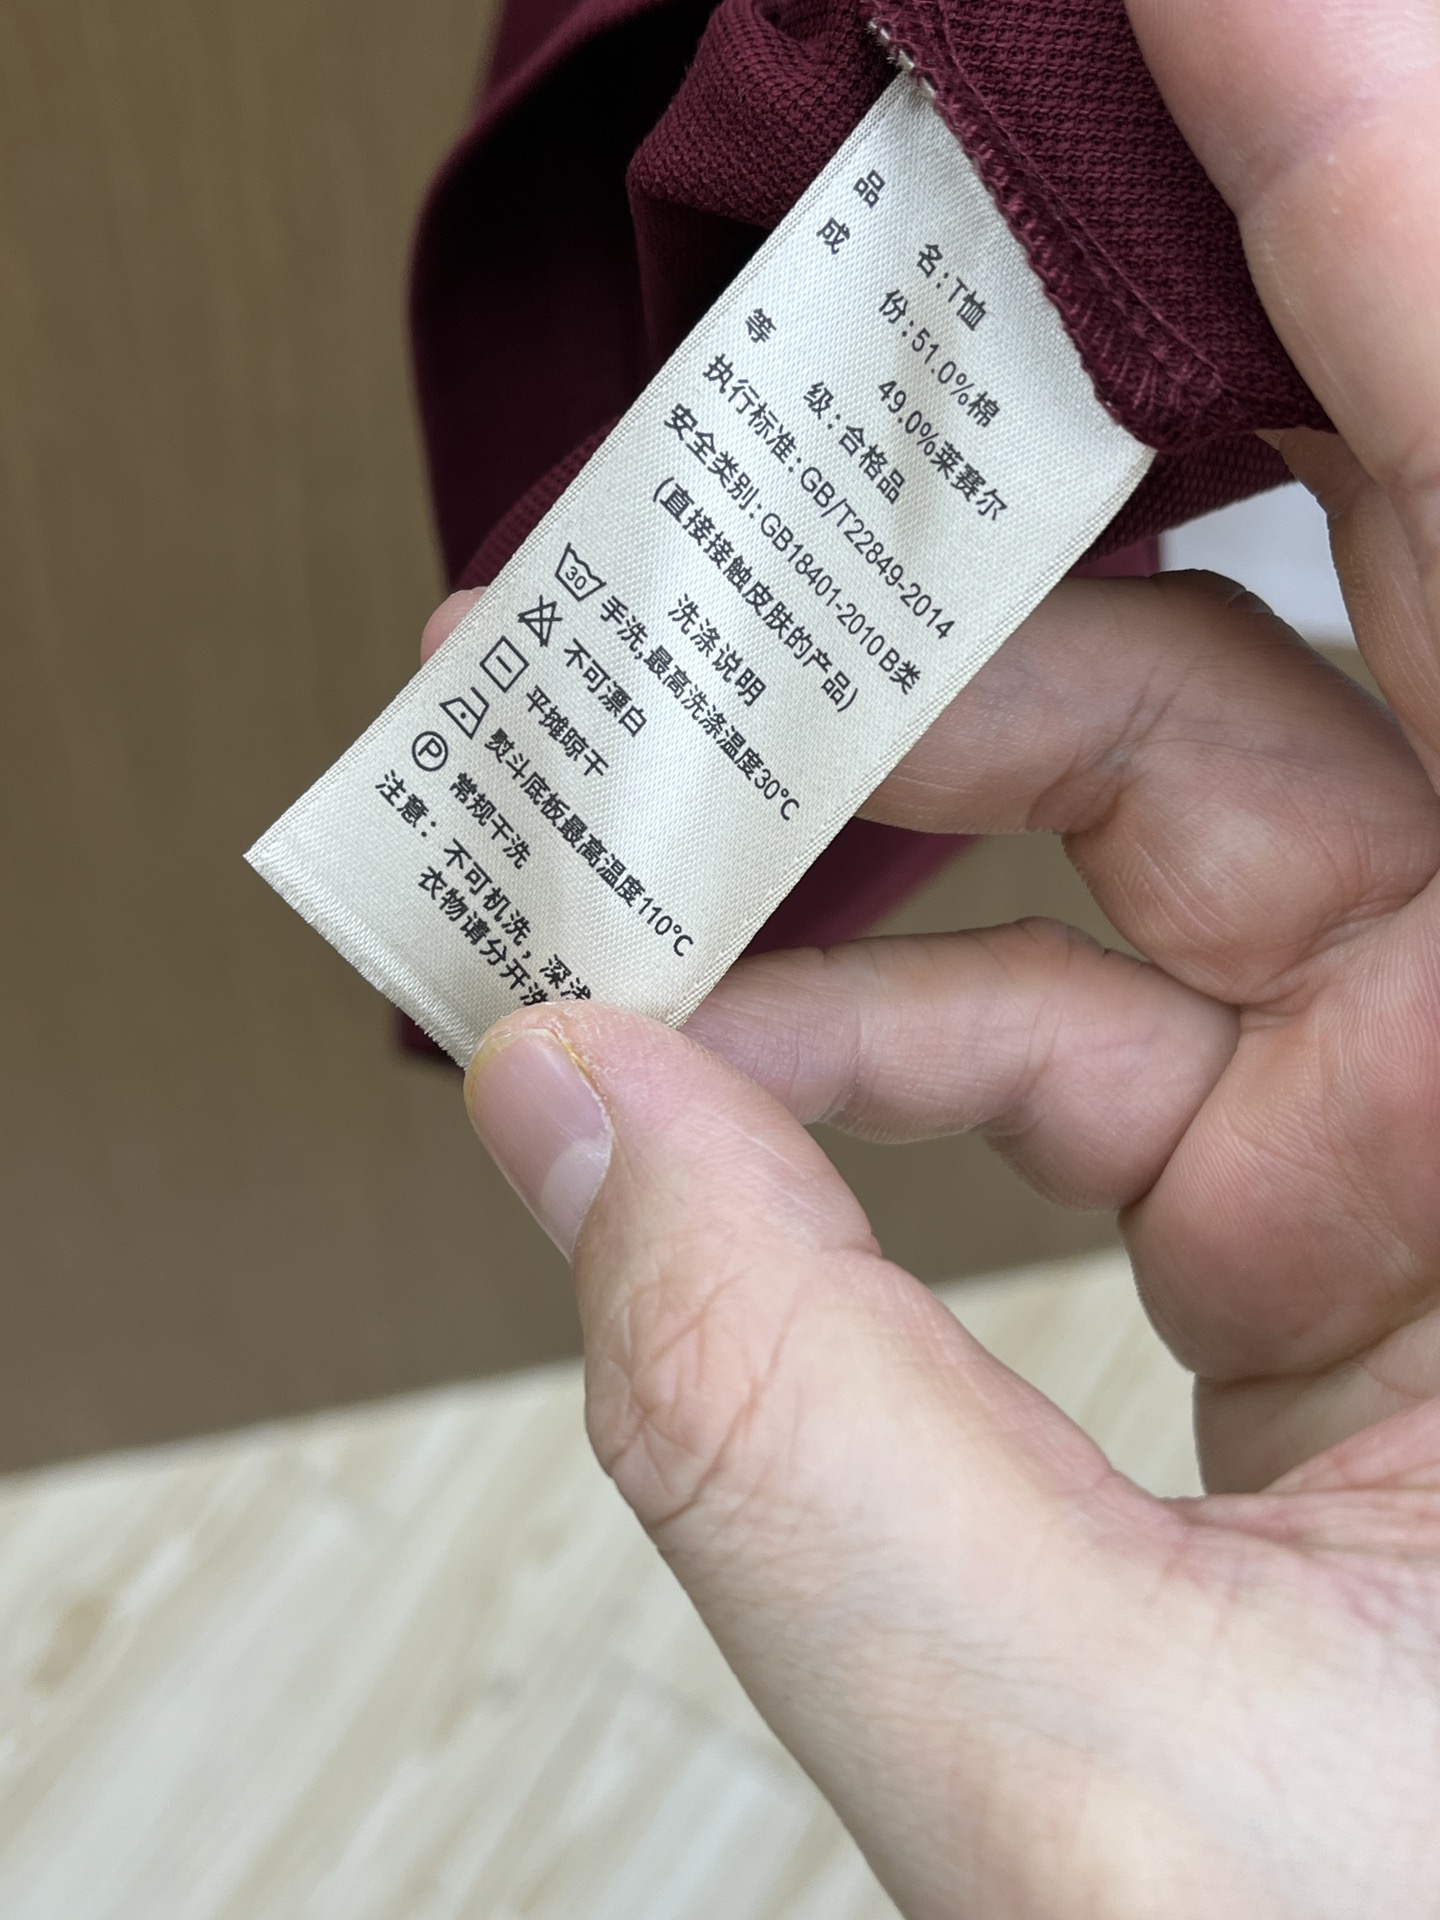 品名:T恤
成份:51.0%棉
49.0%莱赛尔
等级:合格品
执行标准:GB/T22849-2014
安全类别:GB18401-2010 B类
(直接接触皮肤的产品)
洗涤说明
30 手洗,最高洗涤温度30℃
不可漂白
平摊晾干
熨斗底板最高温度110℃
P 常规干洗
注意:不可机洗,深浅
衣物请分开洗